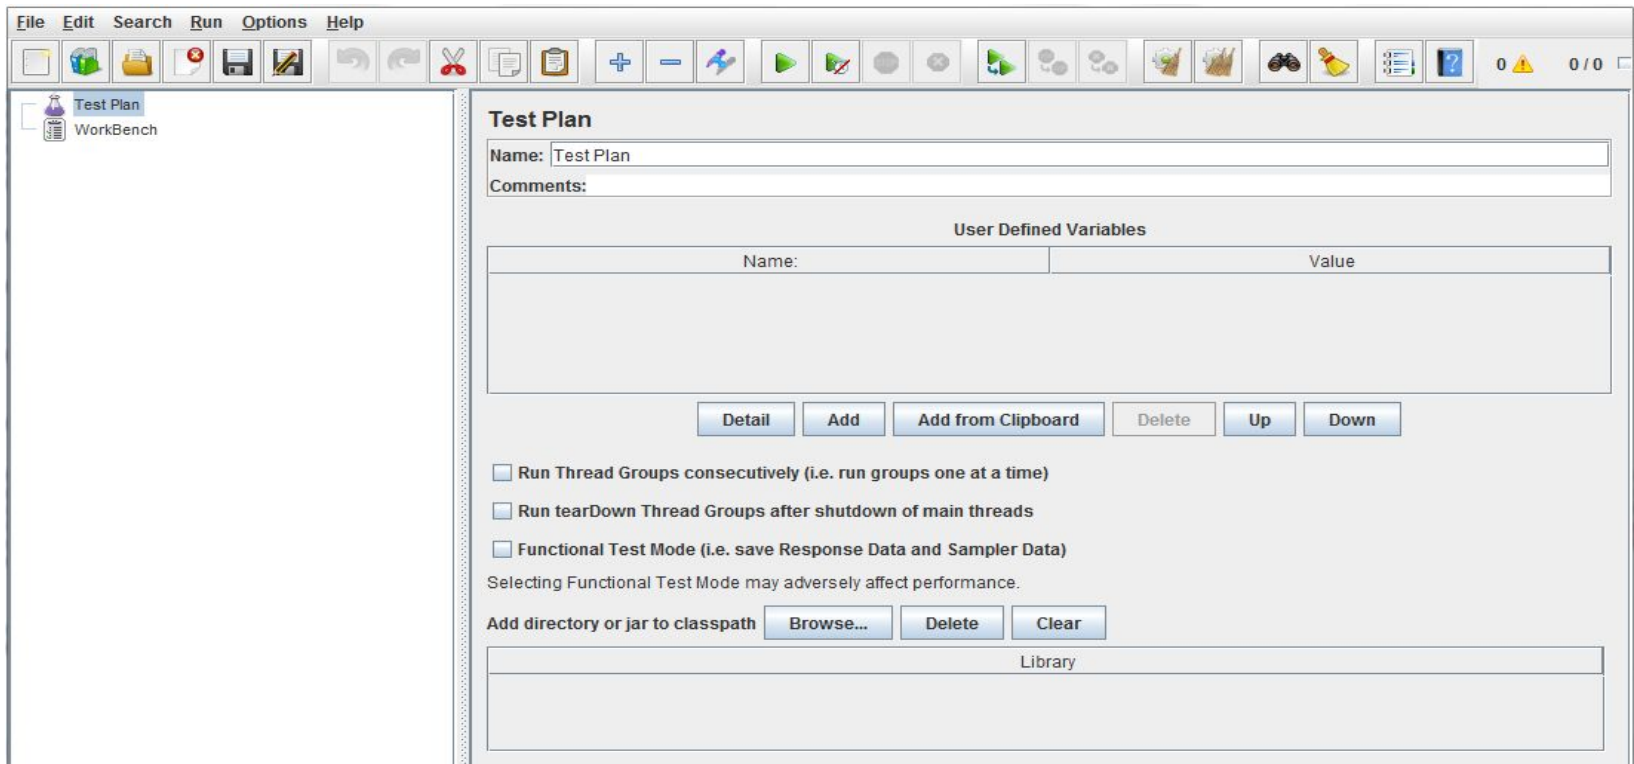 File Edit Search Run Options Help
0 0 / 0
Test Plan
WorkBench
Test Plan
Name: Test Plan
Comments:
User Defined Variables
Name: Value
Detail Add Add from Clipboard Delete Up Down
Run Thread Groups consecutively (i.e. run groups one at a time)
Run tearDown Thread Groups after shutdown of main threads
Functional Test Mode (i.e. save Response Data and Sampler Data)
Selecting Functional Test Mode may adversely affect performance.
Add directory or jar to classpath Browse... Delete Clear
Library